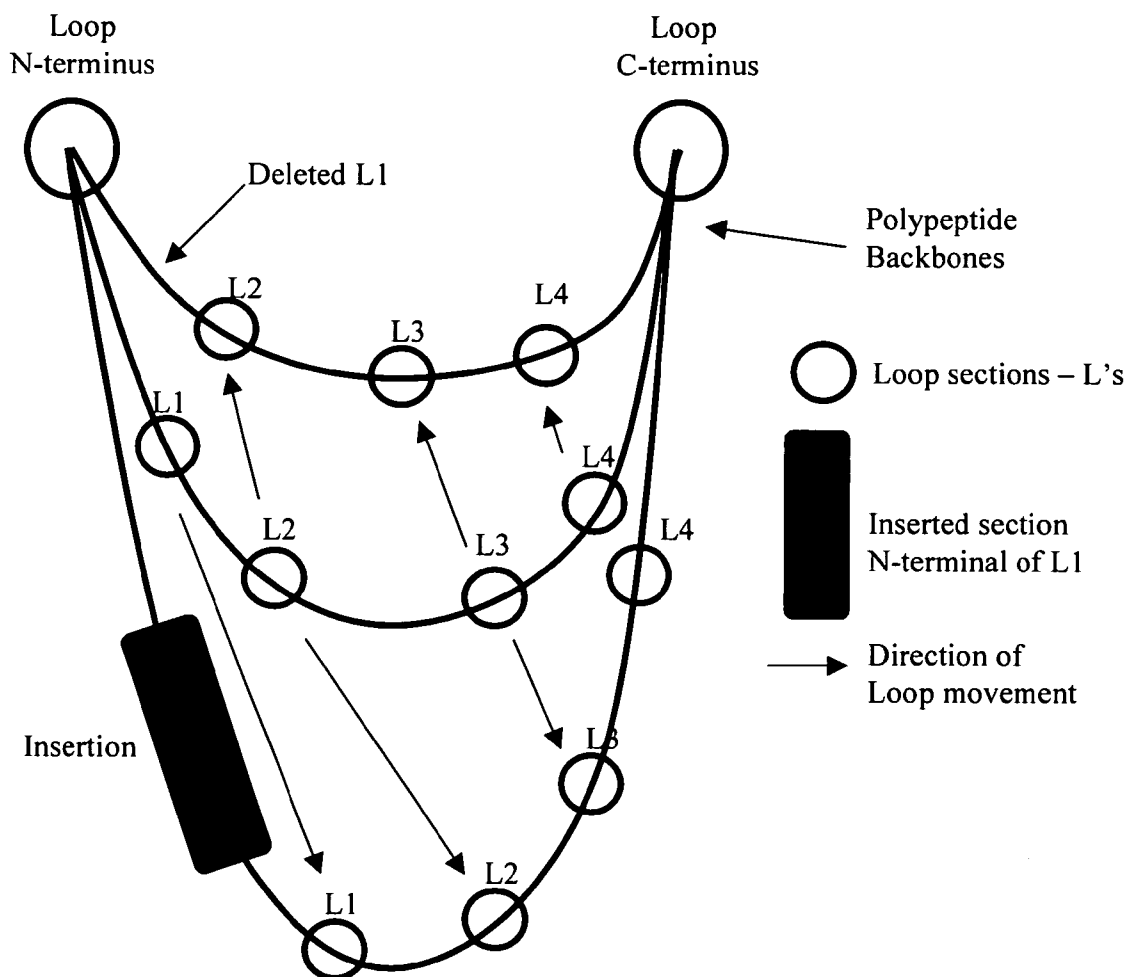 Loop
N-terminus
Loop
C-terminus
Deleted L1
Polypeptide
Backbones
L2
L3
L4
Loop sections – L's
L1
L2
L3
L4
L4
Inserted section
N-terminal of L1
Direction of
Loop movement
Insertion
L3
L2
L1